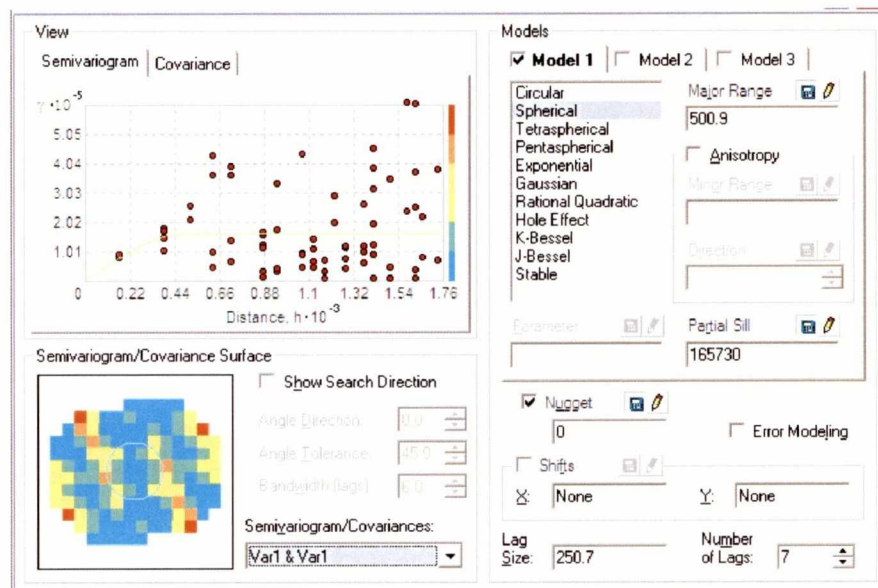 View
Semivariogram
Covariance
γ·10⁻⁵
5.05
4.04
3.03
2.02
1.01
0 0.22 0.44 0.66 0.88 1.1 1.32 1.54 1.76
Distance, h·10⁻³
Semivariogram/Covariance Surface
Show Search Direction
Angle Direction: 0.0
Angle Tolerance: 45.0
Bandwidth (lags): 6.0
Semivariogram/Covariances:
Var1 & Var1
Models
Model 1
Model 2
Model 3
Circular
Spherical
Tetraspherical
Pentaspherical
Exponential
Gaussian
Rational Quadratic
Hole Effect
K-Bessel
J-Bessel
Stable
Major Range
500.9
Anisotropy
Minor Range
Direction
Parameter
Partial Sill
165730
Nugget
0
Error Modeling
Shifts
X: None
Y: None
Lag Size: 250.7
Number of Lags: 7